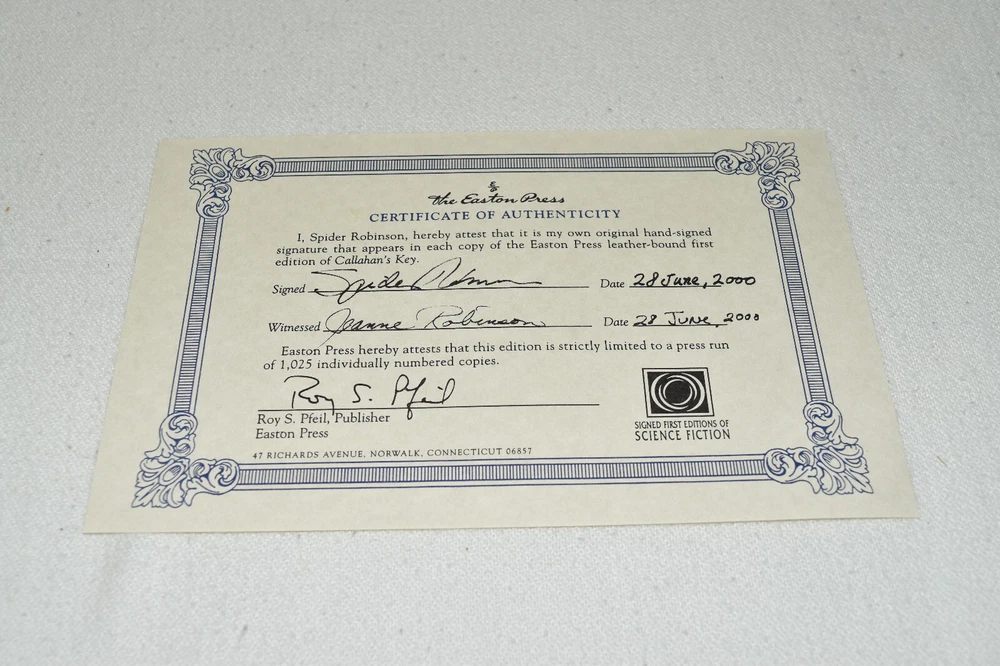 The Easton Press
CERTIFICATE OF AUTHENTICITY
I, Spider Robinson, hereby attest that it is my own original hand-signed
signature that appears in each copy of the Easton Press leather-bound first
edition of Callahan's Key.
Signed Spider Robinson Date 28 June, 2000
Witnessed Jeanne Robinson Date 28 June, 2000
Easton Press hereby attests that this edition is strictly limited to a press run
of 1,025 individually numbered copies.
Roy S. Pfeil
Roy S. Pfeil, Publisher
Easton Press
47 RICHARDS AVENUE, NORWALK, CONNECTICUT 06857
SIGNED FIRST EDITIONS OF
SCIENCE FICTION